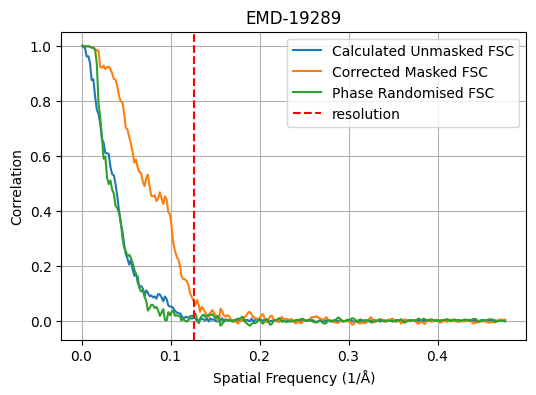 EMD-19289
Calculated Unmasked FSC
Corrected Masked FSC
Phase Randomised FSC
resolution
Correlation
1.0
0.8
0.6
0.4
0.2
0.0
0.0 0.1 0.2 0.3 0.4
Spatial Frequency (1/Å)